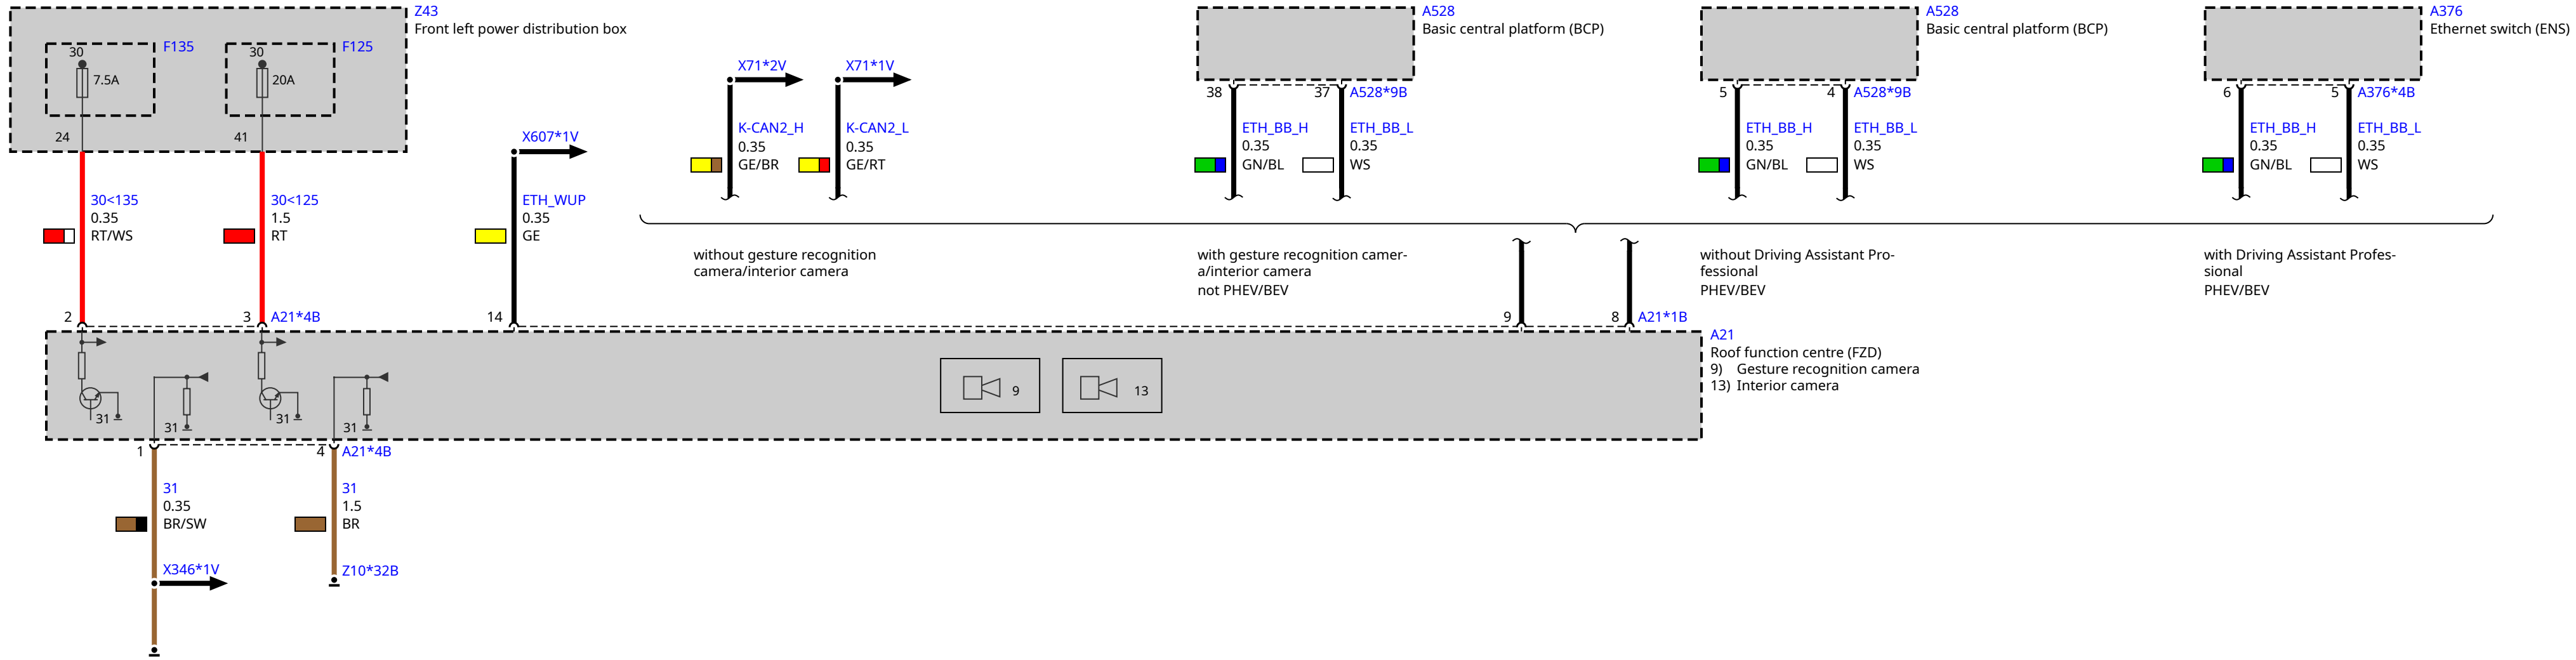 Z43
Front left power distribution box
F135
30
7.5A
24
F125
30
20A
41
30<135
0.35
RT/WS
30<125
1.5
RT
X607*1V
ETH_WUP
0.35
GE
X71*2V
K-CAN2_H
0.35
GE/BR
X71*1V
K-CAN2_L
0.35
GE/RT
without gesture recognition
camera/interior camera
A528
Basic central platform (BCP)
38
37
A528*9B
ETH_BB_H
0.35
GN/BL
ETH_BB_L
0.35
WS
with gesture recognition camer-
a/interior camera
not PHEV/BEV
A528
Basic central platform (BCP)
5
4
A528*9B
ETH_BB_H
0.35
GN/BL
ETH_BB_L
0.35
WS
without Driving Assistant Pro-
fessional
PHEV/BEV
A376
Ethernet switch (ENS)
6
5
A376*4B
ETH_BB_H
0.35
GN/BL
ETH_BB_L
0.35
WS
with Driving Assistant Profes-
sional
PHEV/BEV
2
3
A21*4B
14
9
8
A21*1B
A21
Roof function centre (FZD)
9) Gesture recognition camera
13) Interior camera
31
31
31
31
9
13
1
4
A21*4B
31
0.35
BR/SW
31
1.5
BR
X346*1V
Z10*32B